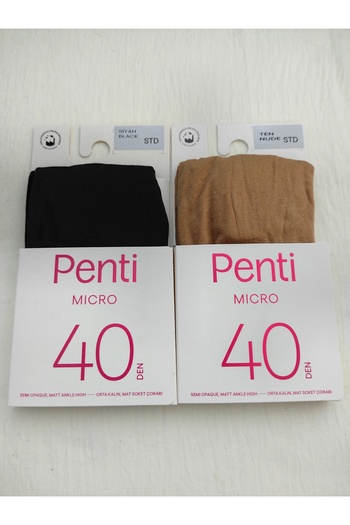 SİYAH
BLACK STD
Penti
MICRO
40 DEN
SEMI OPAQUE, MATT ANKLE HIGH — ORTA KALIN, MAT SOKET ÇORABI
TEN
NUDE STD
Penti
MICRO
40 DEN
SEMI OPAQUE, MATT ANKLE HIGH — ORTA KALIN, MAT SOKET ÇORABI